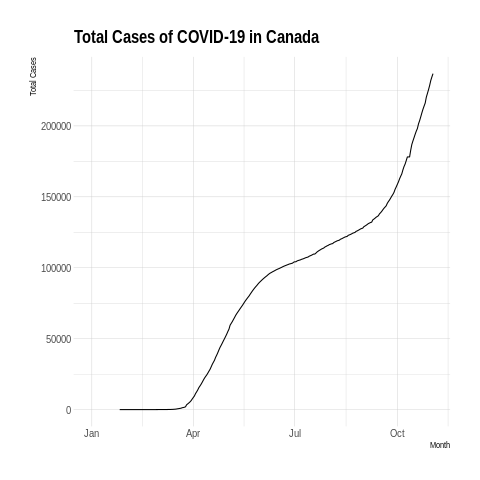 Total Cases of COVID-19 in Canada
Total Cases
200000
150000
100000
50000
0
Jan Apr Jul Oct
Month